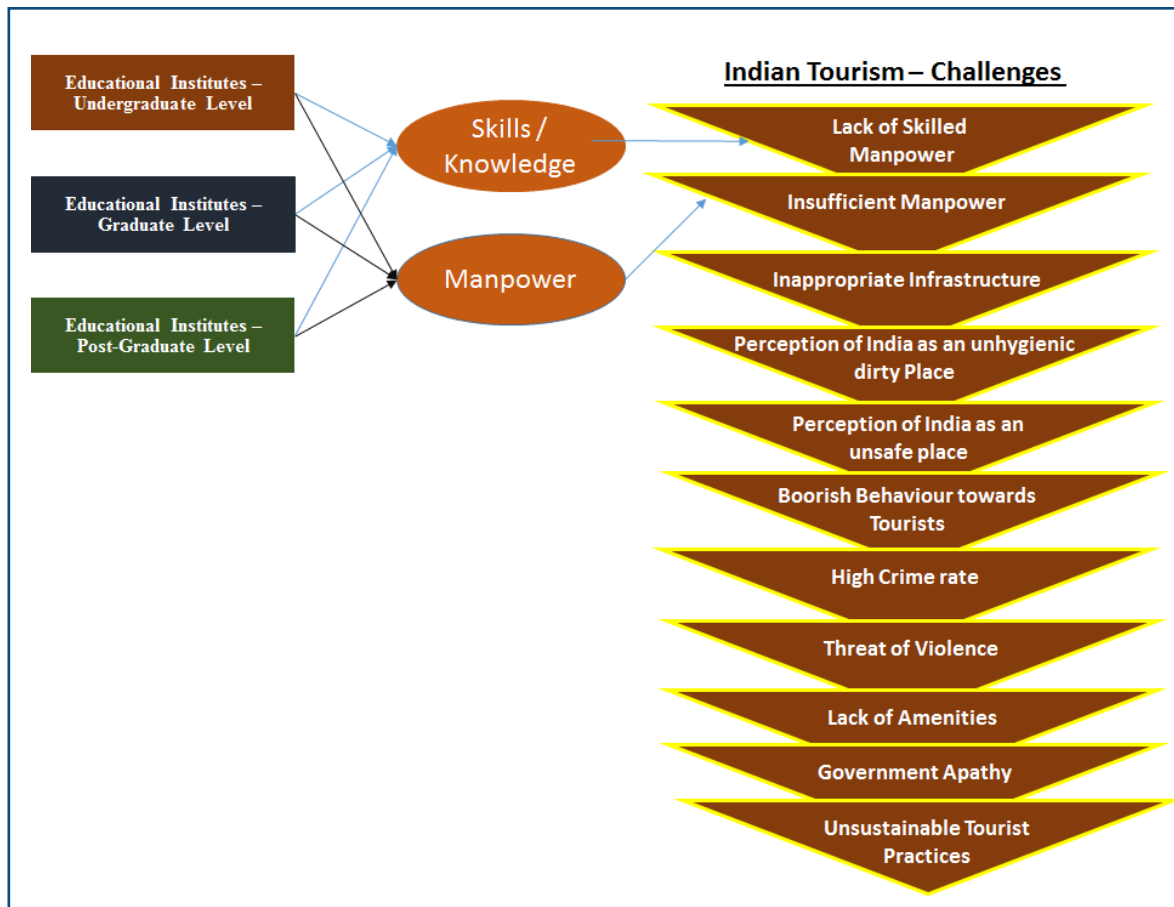 Educational Institutes –
Undergraduate Level
Educational Institutes –
Graduate Level
Educational Institutes –
Post-Graduate Level
Skills /
Knowledge
Manpower
Indian Tourism – Challenges
Lack of Skilled
Manpower
Insufficient Manpower
Inappropriate Infrastructure
Perception of India as an unhygienic
dirty Place
Perception of India as an
unsafe place
Boorish Behaviour towards
Tourists
High Crime rate
Threat of Violence
Lack of Amenities
Government Apathy
Unsustainable Tourist
Practices